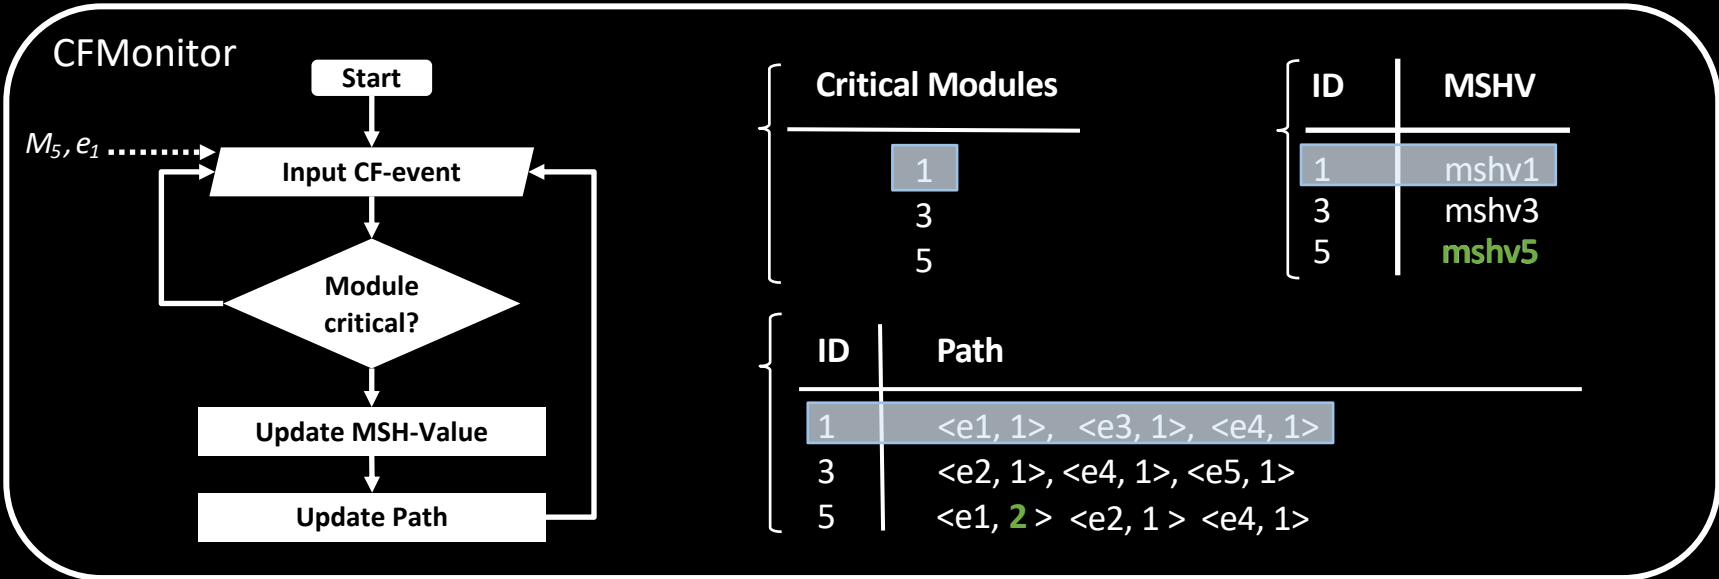 CFMonitor
Start
M5, e1
Input CF-event
Module
critical?
Update MSH-Value
Update Path
Critical Modules
1
3
5
ID MSHV
1 mshv1
3 mshv3
5 mshv5
ID Path
1 <e1, 1>, <e3, 1>, <e4, 1>
3 <e2, 1>, <e4, 1>, <e5, 1>
5 <e1, 2 > <e2, 1 > <e4, 1>